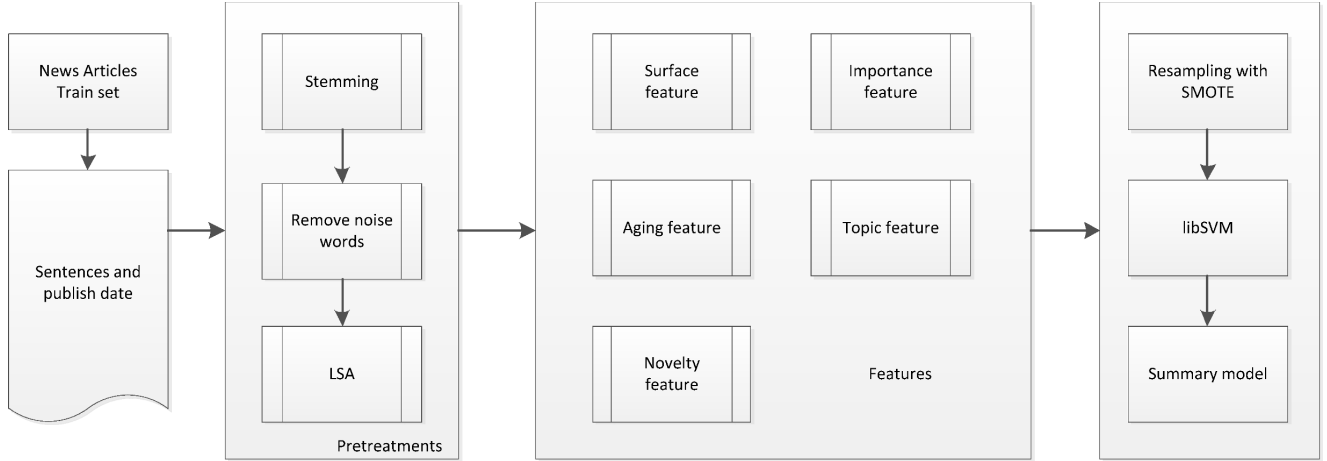 News Articles
Train set
Sentences and
publish date
Stemming
Remove noise
words
LSA
Pretreatments
Surface
feature
Importance
feature
Aging feature
Topic feature
Novelty
feature
Features
Resampling with
SMOTE
libSVM
Summary model